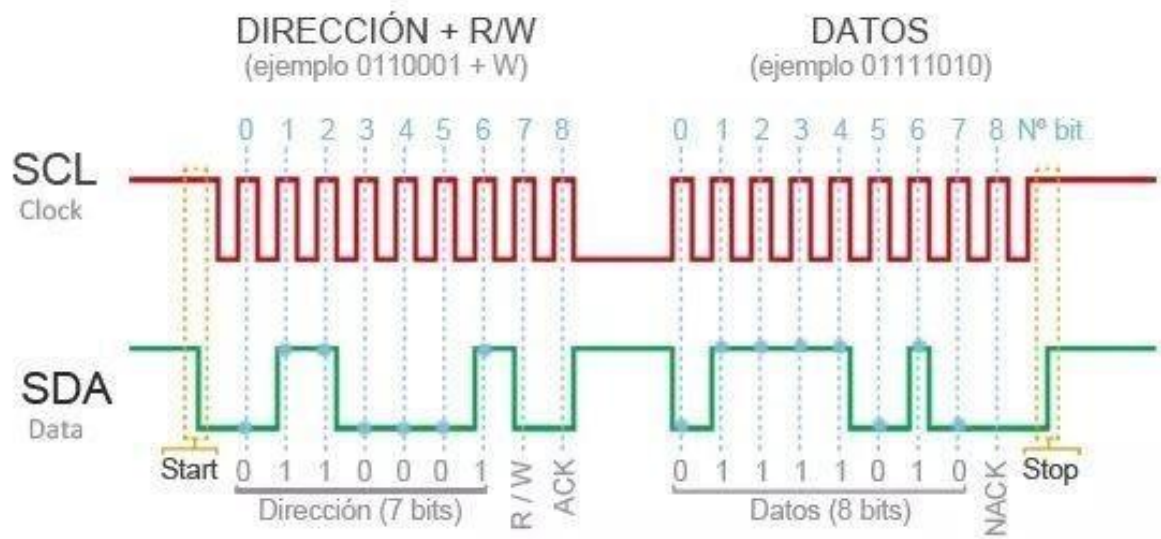 DIRECCIÓN + R/W
(ejemplo 0110001 + W)
DATOS
(ejemplo 01111010)
0 1 2 3 4 5 6 7 8
0 1 2 3 4 5 6 7 8 Nº bit
SCL
Clock
SDA
Data
Start
0 1 1 0 0 0 1 R / W ACK
Dirección (7 bits)
0 1 1 1 1 0 1 0 NACK
Datos (8 bits)
Stop